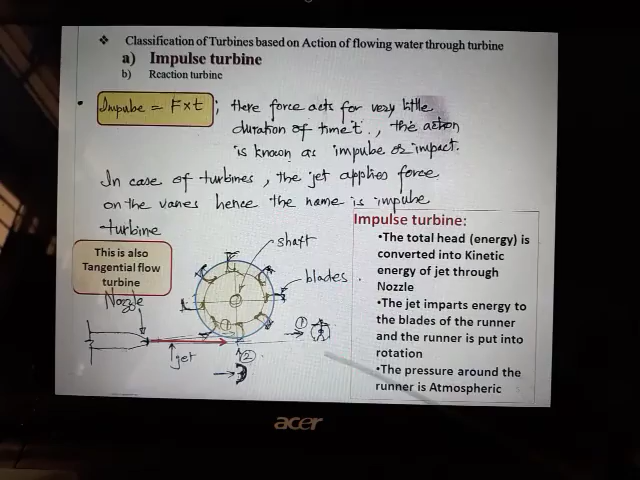 ❖ Classification of Turbines based on Action of flowing water through turbine
a) Impulse turbine
b) Reaction turbine
• Impulse = F×t ; there force acts for very little
duration of time 't', the action
is known as impulse or impact.
In case of turbines, the jet applies force
on the vanes hence the name is impulse
turbine
This is also
Tangential flow
turbine
Nozzle
shaft
blades
jet
1
2
1
Impulse turbine:
•The total head (energy) is
converted into Kinetic
energy of jet through
Nozzle
•The jet imparts energy to
the blades of the runner
and the runner is put into
rotation
•The pressure around the
runner is Atmospheric
acer